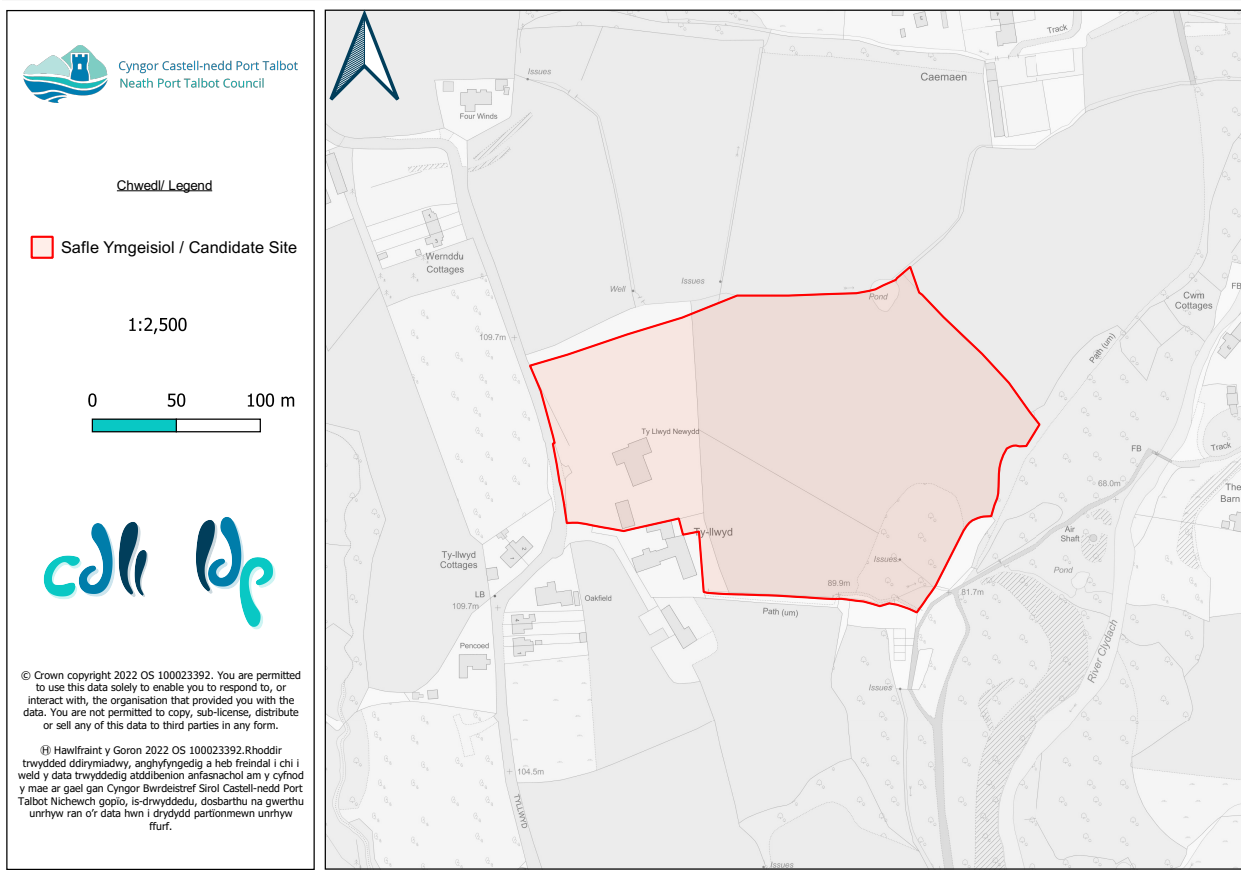 Cyngor Castell-nedd Port Talbot
Neath Port Talbot Council
Chwedl/ Legend
Safle Ymgeisiol / Candidate Site
1:2,500
0 50 100 m
cdll ldp
© Crown copyright 2022 OS 100023392. You are permitted
to use this data solely to enable you to respond to, or
interact with, the organisation that provided you with the
data. You are not permitted to copy, sub-license, distribute
or sell any of this data to third parties in any form.
Ⓗ Hawlfraint y Goron 2022 OS 100023392.Rhoddir
trwydded ddirymiadwy, anghyfyngedig a heb freindal i chi i
weld y data trwyddedig atddibenion anfasnachol am y cyfnod
y mae ar gael gan Cyngor Bwrdeistref Sirol Castell-nedd Port
Talbot Nichewch gopïo, is-drwyddedu, dosbarthu na gwerthu
unrhyw ran o'r data hwn i drydydd partïonmewn unrhyw
ffurf.
Track
Caemaen
Issues
Four Winds
Wernddu
Cottages
Well
Issues
Pond
Cwm
Cottages
FB
109.7m
Path (um)
Ty Llwyd Newydd
FB
Track
68.0m
The
Barn
Ty-llwyd
Air
Shaft
Ty-llwyd
Cottages
Issues
Pond
LB
109.7m
Oakfield
89.9m
81.7m
Path (um)
Pencoed
River Clydach
Issues
104.5m
TYLLWYD
Issues